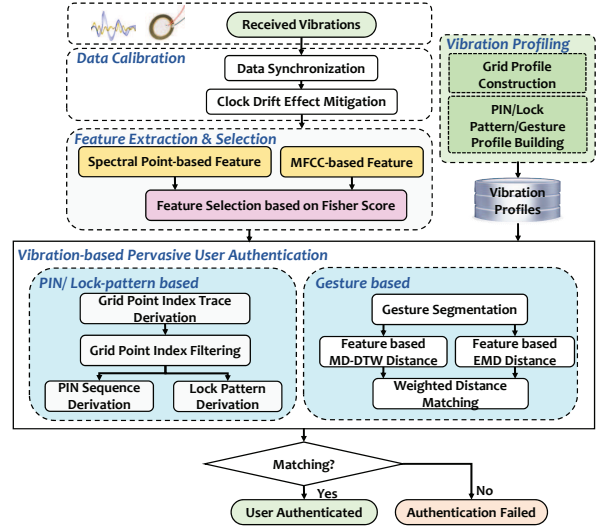 Received Vibrations
Data Calibration
Data Synchronization
Clock Drift Effect Mitigation
Vibration Profiling
Grid Profile
Construction
PIN/Lock
Pattern/Gesture
Profile Building
Feature Extraction & Selection
Spectral Point-based Feature
MFCC-based Feature
Feature Selection based on Fisher Score
Vibration
Profiles
Vibration-based Pervasive User Authentication
PIN/ Lock-pattern based
Grid Point Index Trace
Derivation
Grid Point Index Filtering
PIN Sequence
Derivation
Lock Pattern
Derivation
Gesture based
Gesture Segmentation
Feature based
MD-DTW Distance
Feature based
EMD Distance
Weighted Distance
Matching
Matching?
Yes
No
User Authenticated
Authentication Failed